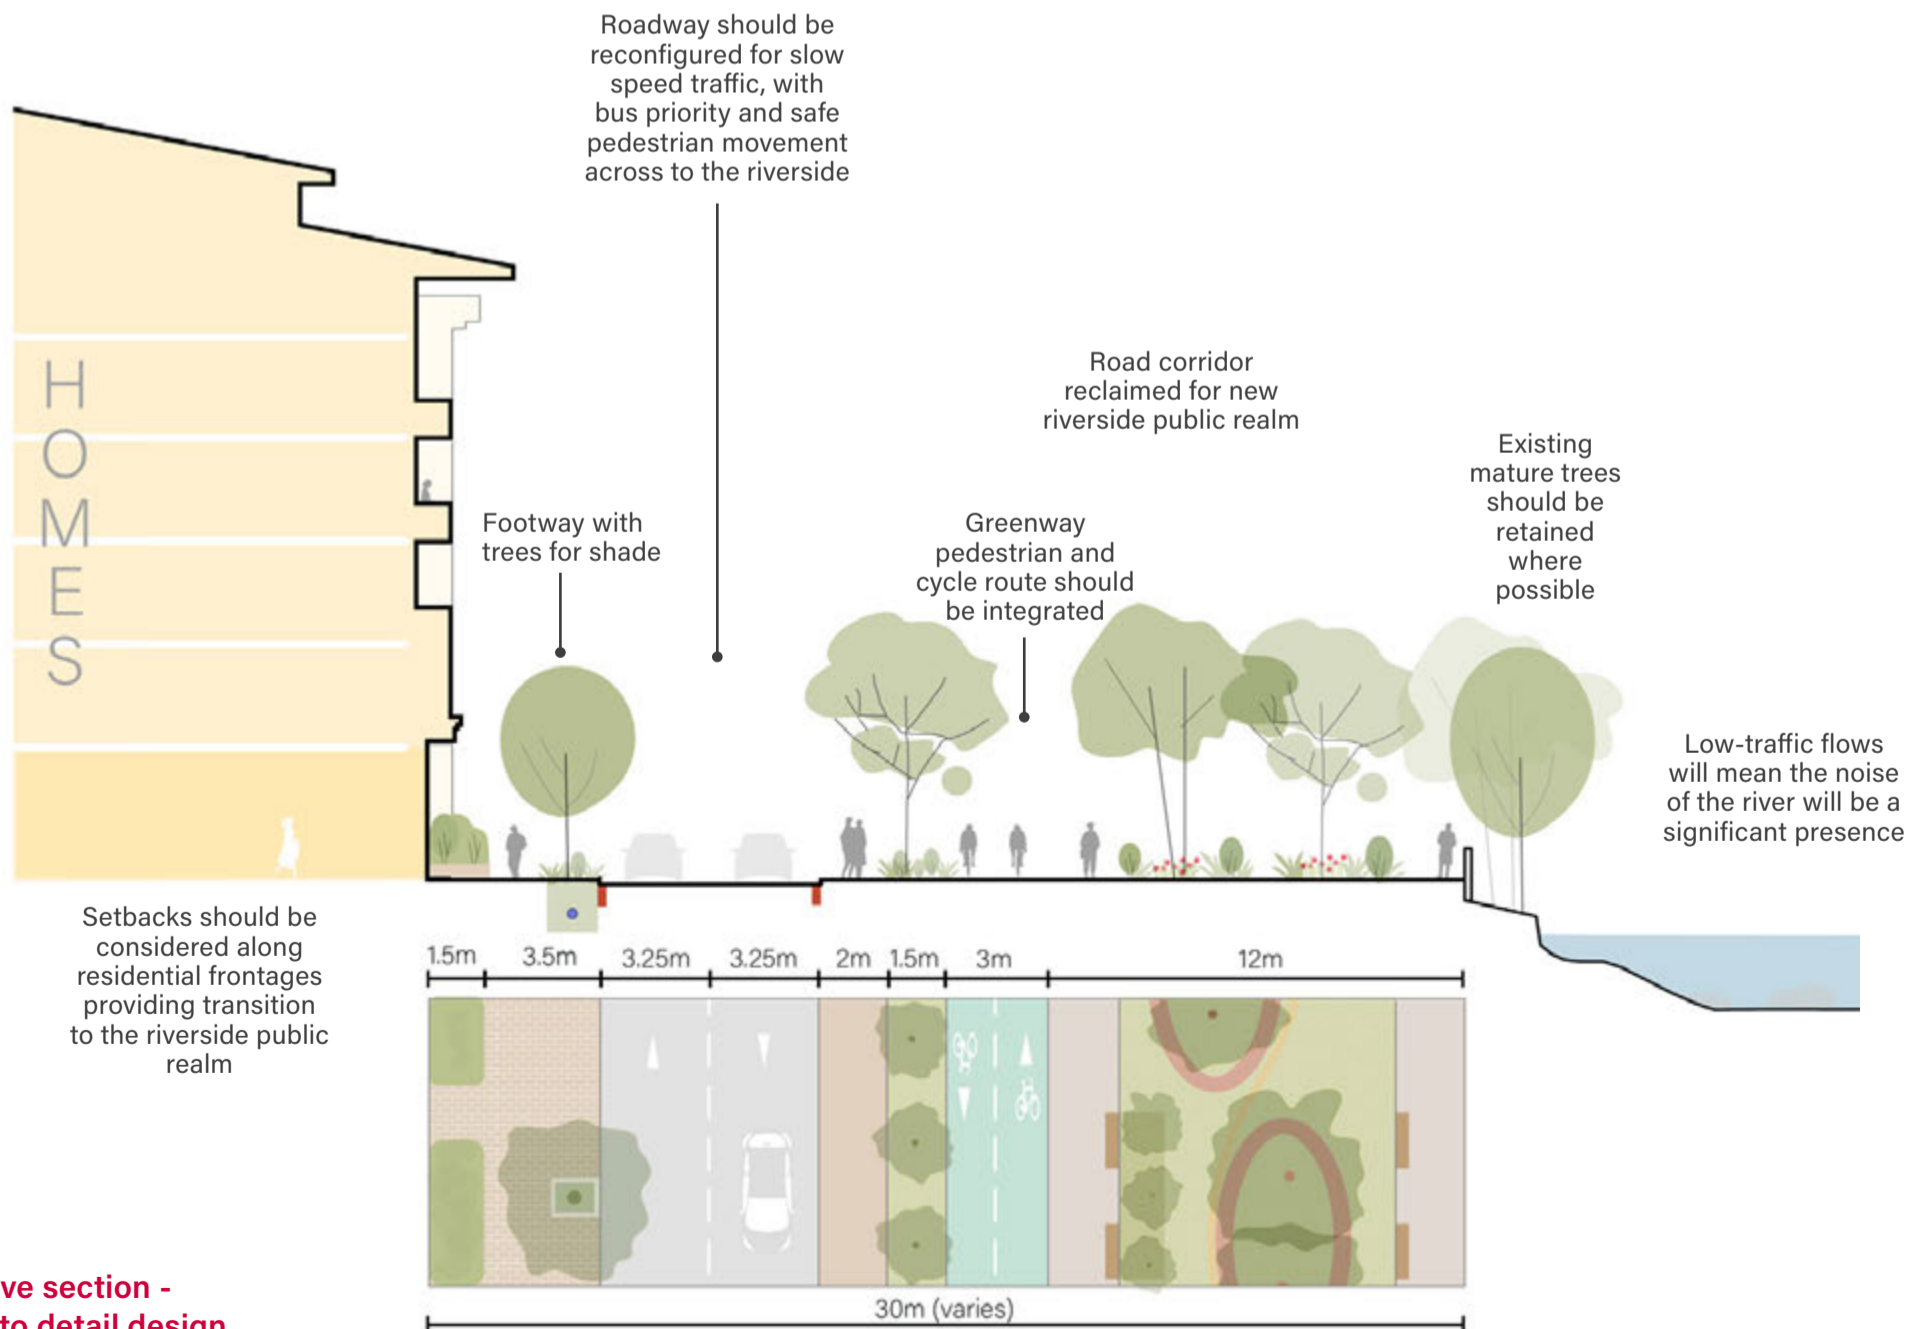 Roadway should be
reconfigured for slow
speed traffic, with
bus priority and safe
pedestrian movement
across to the riverside
Road corridor
reclaimed for new
riverside public realm
Existing
mature trees
should be
retained
where
possible
Footway with
trees for shade
Greenway
pedestrian and
cycle route should
be integrated
H
O
M
E
S
Low-traffic flows
will mean the noise
of the river will be a
significant presence
Setbacks should be
considered along
residential frontages
providing transition
to the riverside public
realm
1.5m 3.5m 3.25m 3.25m 2m 1.5m 3m 12m
30m (varies)
ve section -
to detail design